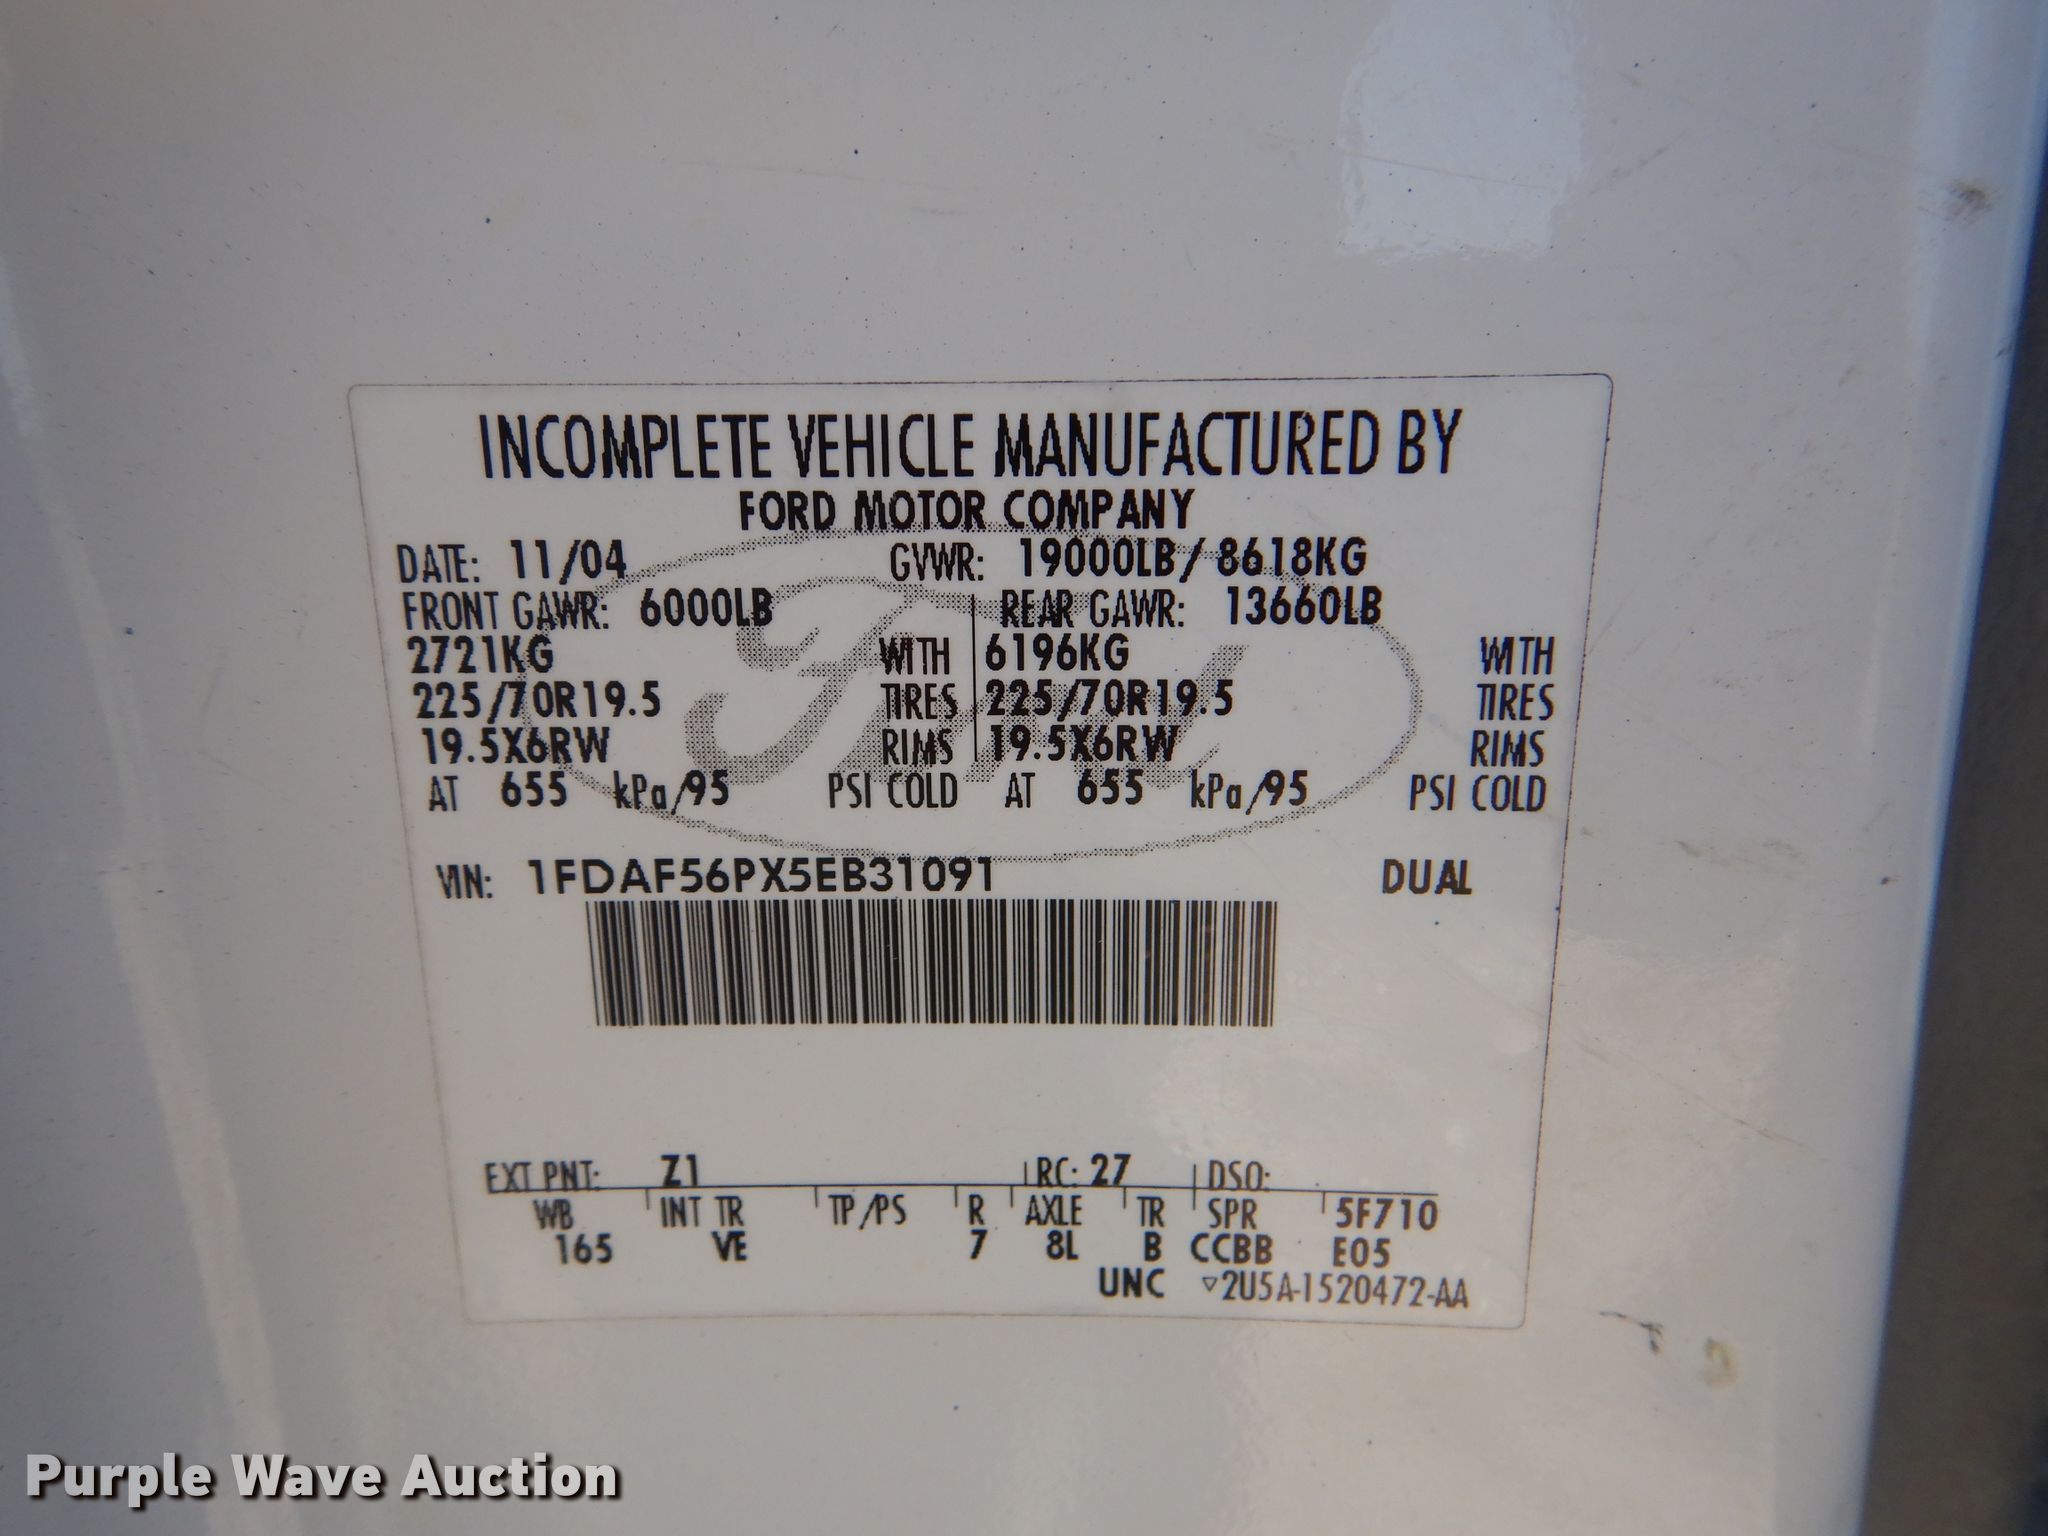 INCOMPLETE VEHICLE MANUFACTURED BY
FORD MOTOR COMPANY
DATE: 11/04 GVWR: 19000LB/8618KG
FRONT GAWR: 6000LB REAR GAWR: 13660LB
2721KG WITH 6196KG WITH
225/70R19.5 TIRES 225/70R19.5 TIRES
19.5X6RW RIMS 19.5X6RW RIMS
AT 655 kPa/95 PSI COLD AT 655 kPa/95 PSI COLD
Ford
VIN: 1FDAF56PX5EB31091 DUAL
EXT PNT: Z1 RC: 27 DSO:
WB INT TR TP/PS R AXLE TR SPR 5F710
165 VE 7 8L B CCBB E05
UNC ▽2U5A-1520472-AA
Purple Wave Auction